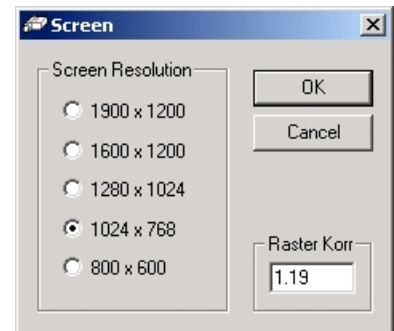 Screen
Screen Resolution
1900 x 1200
1600 x 1200
1280 x 1024
1024 x 768
800 x 600
OK
Cancel
Raster Korr
1.19